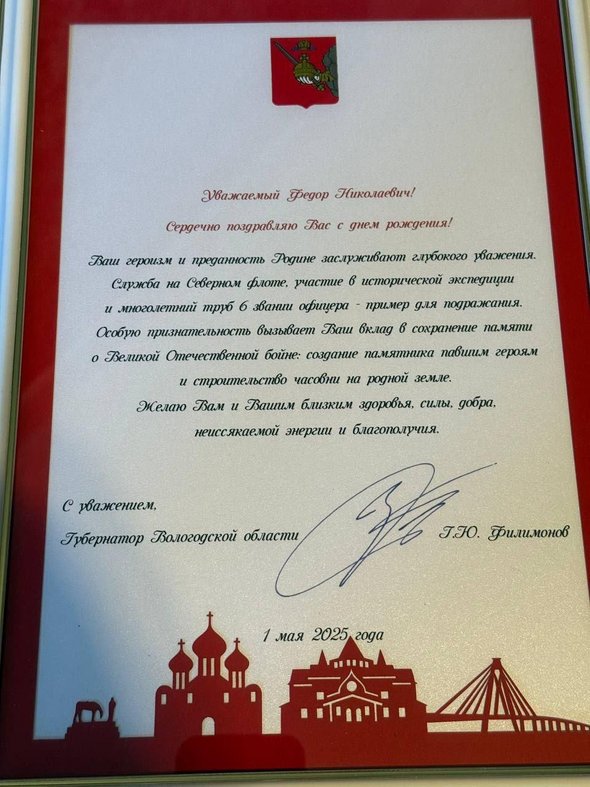 Уважаемый Федор Николаевич!
Сердечно поздравляю Вас с днем рождения!
Ваш героизм и преданность Родине заслуживают глубокого уважения.
Служба на Северном флоте, участие в исторической экспедиции
и многолетний труб 6 звании офицера - пример для подражания.
Особую признательность вызывает Ваш вклад в сохранение памяти
о Великой Отечественной бойне: создание памятника павшим героям
и строительство часовни на родной земле.
Желаю Вам и Вашим близким здоровья, силы, добра,
неиссякаемой энергии и благополучия.
С уважением,
Губернатор Вологодской области Г.Ю. Филимонов
1 мая 2025 года